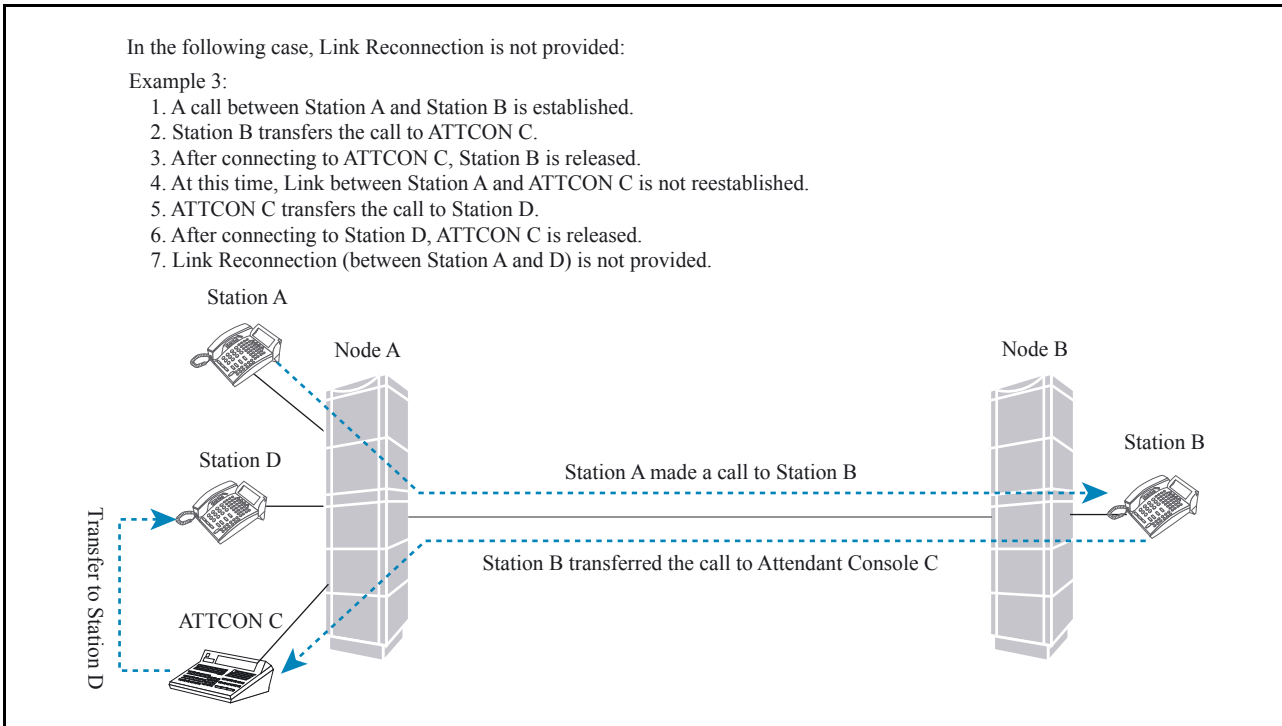 In the following case, Link Reconnection is not provided:
Example 3:
1. A call between Station A and Station B is established.
2. Station B transfers the call to ATTCON C.
3. After connecting to ATTCON C, Station B is released.
4. At this time, Link between Station A and ATTCON C is not reestablished.
5. ATTCON C transfers the call to Station D.
6. After connecting to Station D, ATTCON C is released.
7. Link Reconnection (between Station A and D) is not provided.
Station A
Node A
Node B
Station D
Station B
Station A made a call to Station B
Transfer to Station D
Station B transferred the call to Attendant Console C
ATTCON C